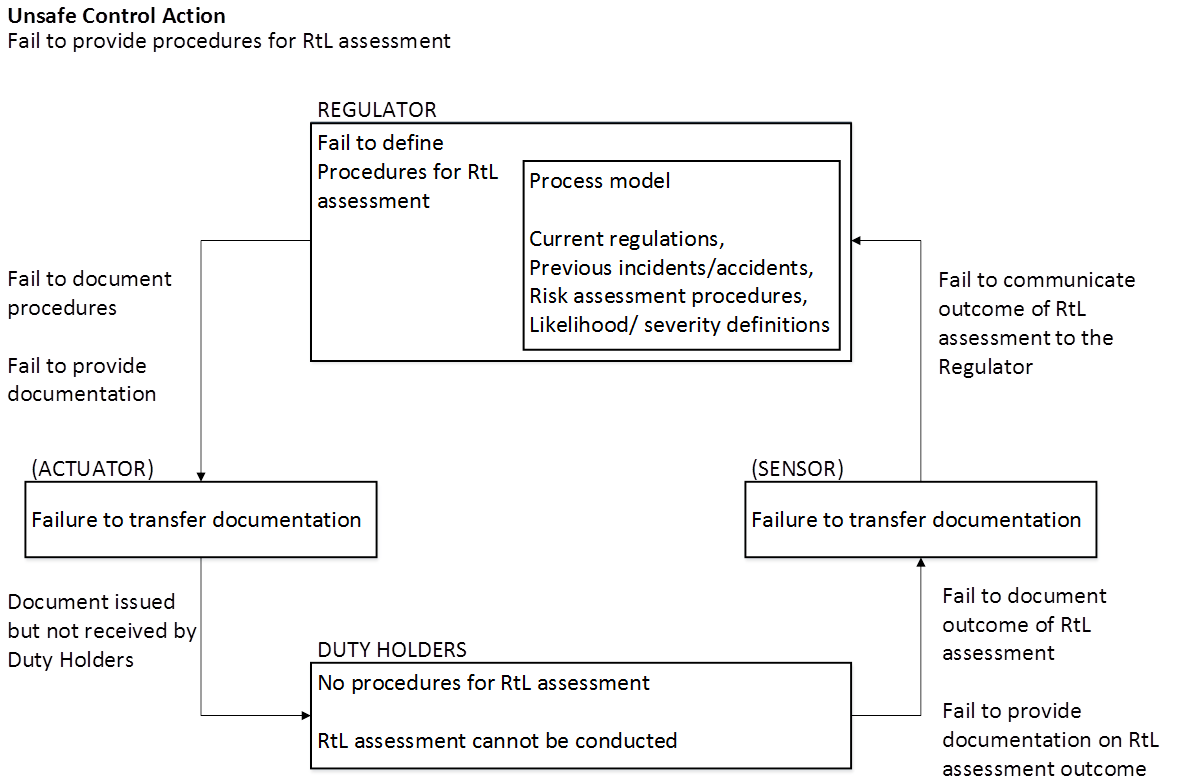 Unsafe Control Action
Fail to provide procedures for RtL assessment
REGULATOR
Fail to define
Procedures for RtL
assessment
Process model
Current regulations,
Previous incidents/accidents,
Risk assessment procedures,
Likelihood/ severity definitions
Fail to document
procedures
Fail to provide
documentation
Fail to communicate
outcome of RtL
assessment to the
Regulator
(ACTUATOR)
Failure to transfer documentation
(SENSOR)
Failure to transfer documentation
Document issued
but not received by
Duty Holders
DUTY HOLDERS
No procedures for RtL assessment
RtL assessment cannot be conducted
Fail to document
outcome of RtL
assessment
Fail to provide
documentation on RtL
assessment outcome